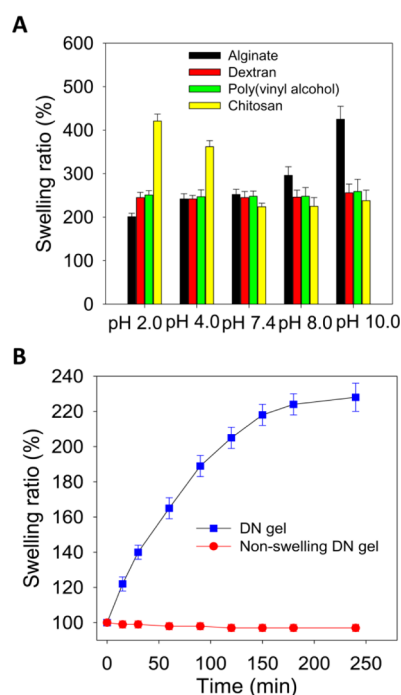 A
Swelling ratio (%)
600
500
400
300
200
100
0
Alginate
Dextran
Poly(vinyl alcohol)
Chitosan
pH 2.0 pH 4.0 pH 7.4 pH 8.0 pH 10.0
B
Swelling ratio (%)
240
220
200
180
160
140
120
100
DN gel
Non-swelling DN gel
0 50 100 150 200 250
Time (min)